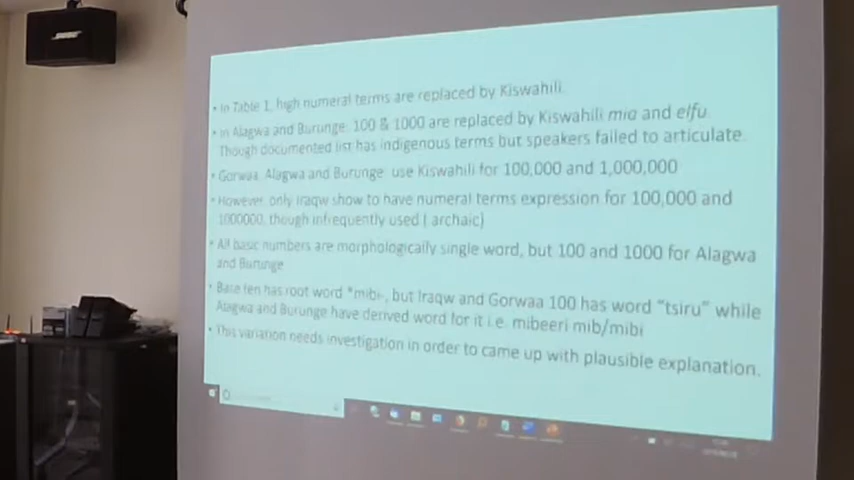 BOSE
• In Table 1, high numeral terms are replaced by Kiswahili.
• In Alagwa and Burunge: 100 & 1000 are replaced by Kiswahili mia and elfu.
Though documented list has indigenous terms but speakers failed to articulate.
• Gorwaa, Alagwa and Burunge use Kiswahili for 100,000 and 1,000,000
• However, only Iraqw show to have numeral terms expression for 100,000 and
1000000, though infrequently used ( archaic)
• All basic numbers are morphologically single word, but 100 and 1000 for Alagwa
and Burunge
• Base ten has root word *mibi-, but Iraqw and Gorwaa 100 has word "tsiru" while
Alagwa and Burunge have derived word for it i.e. mibeeri mib/mibi
• This variation needs investigation in order to came up with plausible explanation.